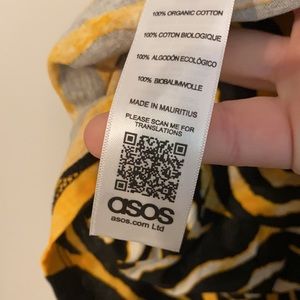 100% ORGANIC COTTON
100% COTON BIOLOGIQUE
100% ALGODÓN ECOLÓGICO
100% BIOBAUMWOLLE
MADE IN MAURITIUS
PLEASE SCAN ME FOR
TRANSLATIONS
asos
asos.com Ltd